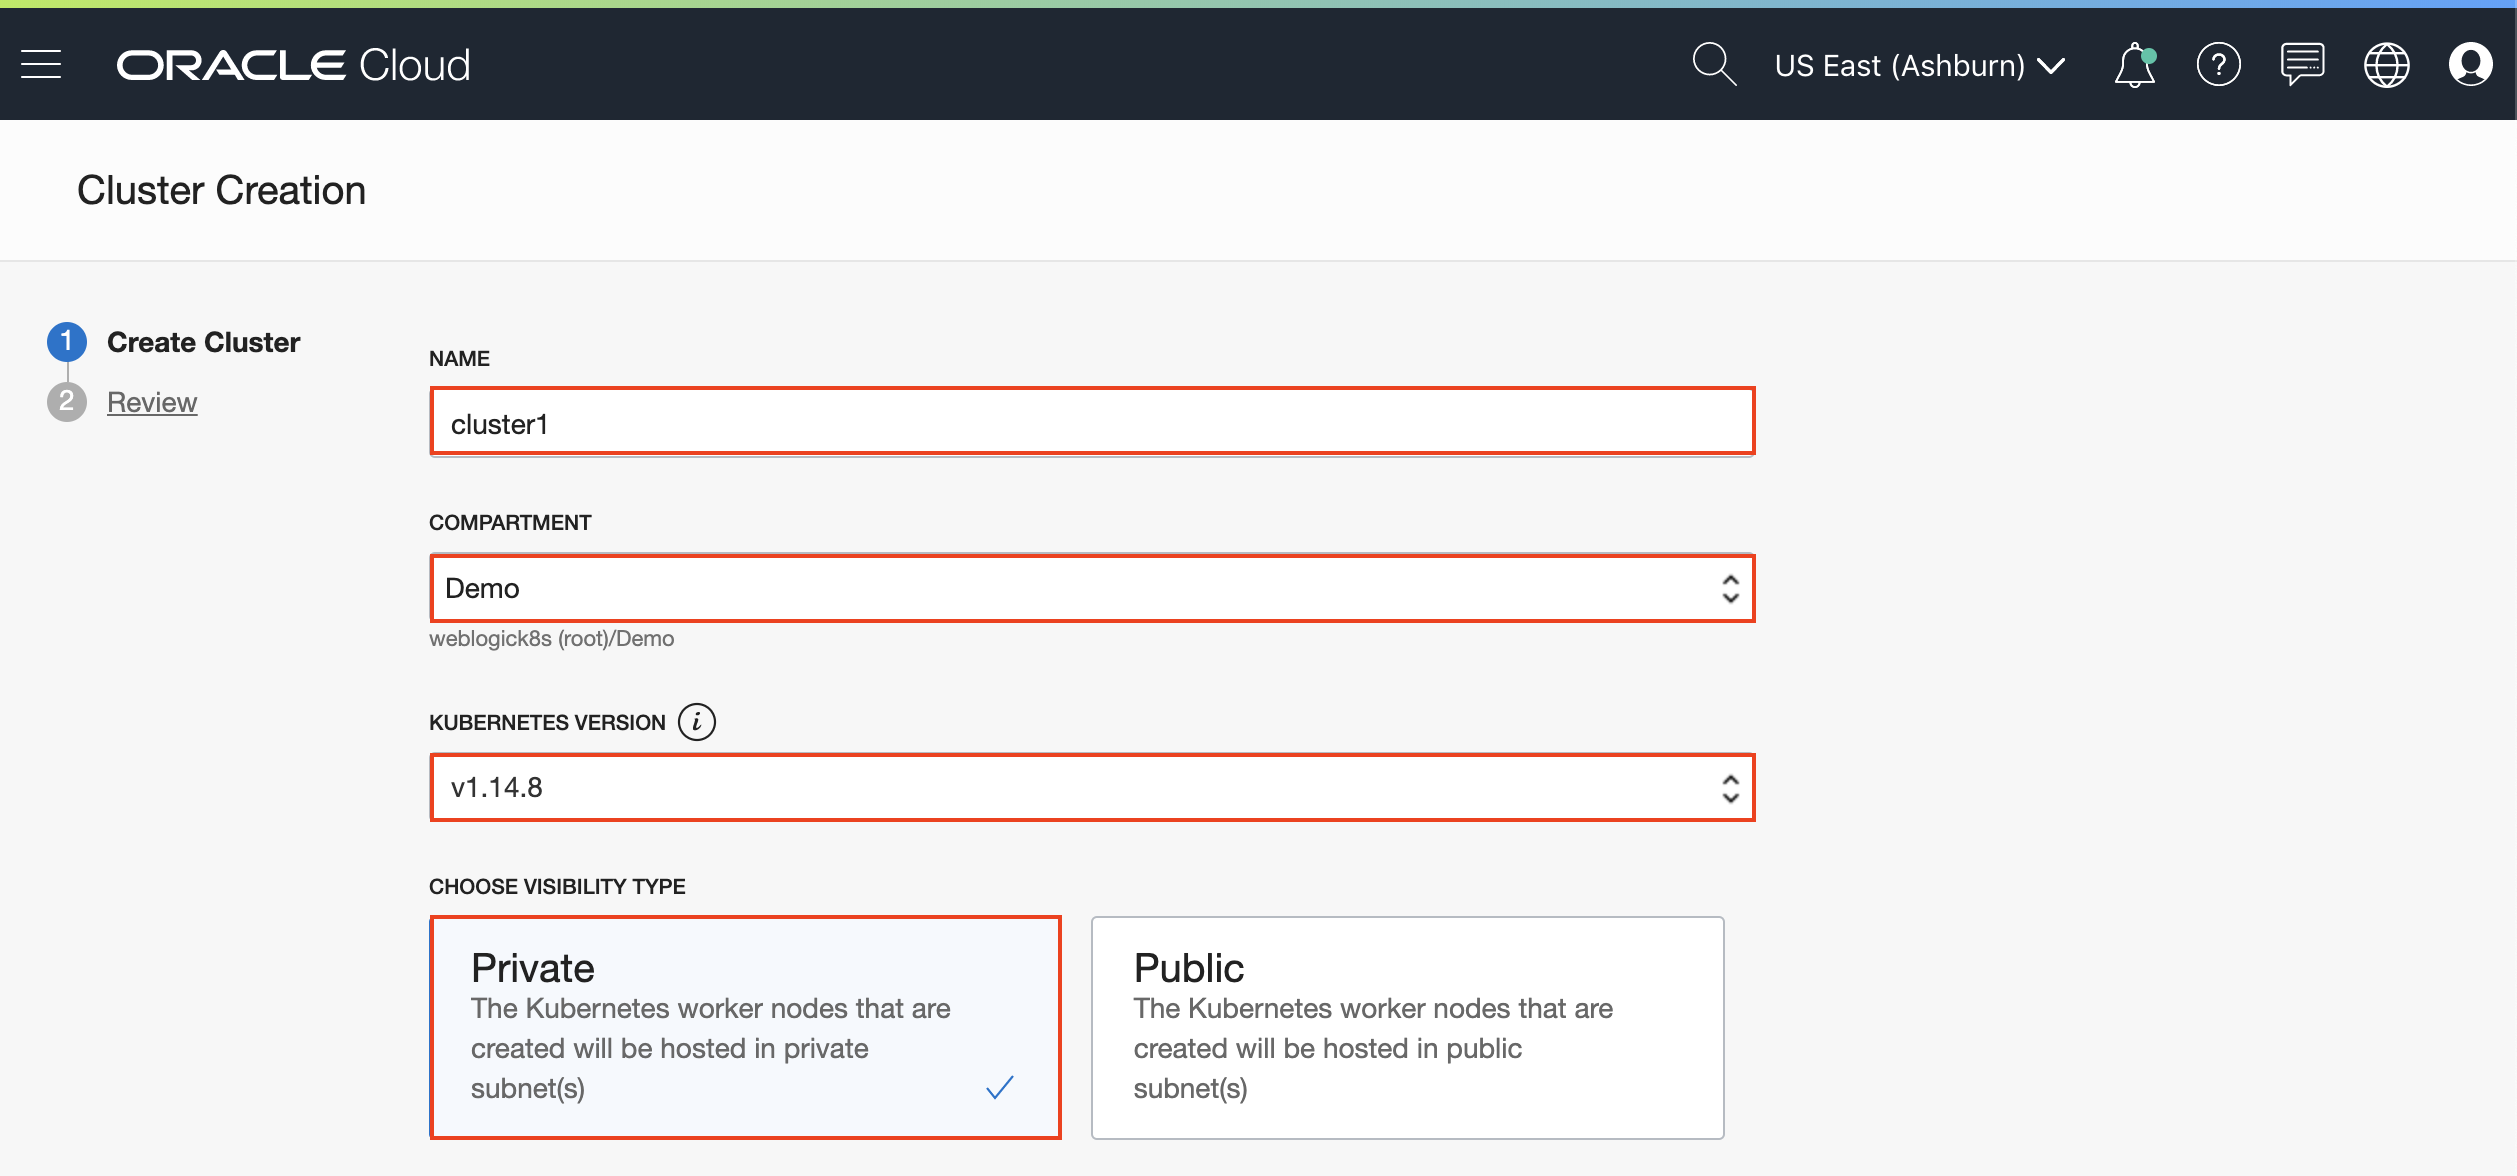 ORACLE Cloud
US East (Ashburn)
?
Cluster Creation
1 Create Cluster
2 Review
NAME
cluster1
COMPARTMENT
Demo
weblogick8s (root)/Demo
KUBERNETES VERSION i
v1.14.8
CHOOSE VISIBILITY TYPE
Private
The Kubernetes worker nodes that are
created will be hosted in private
subnet(s)
Public
The Kubernetes worker nodes that are
created will be hosted in public
subnet(s)